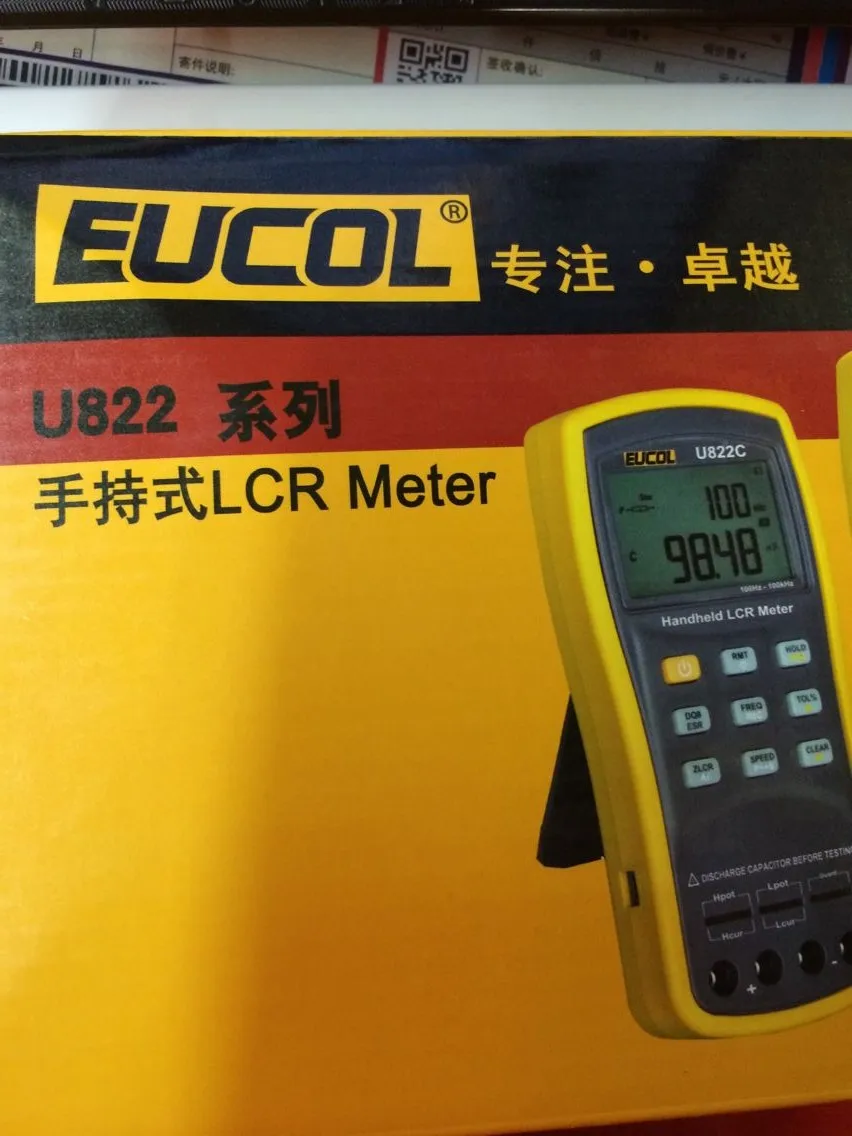 月 日
寄件说明:
签收确认:
EUCOL®
专注·卓越
U822 系列
手持式LCR Meter
EUCOL U822C
100
C 98.48
100Hz - 100kHz
Handheld LCR Meter
RMT
HOLD
DQθ
ESR
FREQ
TOL%
ZLCR
SPEED
CLEAR
⚠ DISCHARGE CAPACITOR BEFORE TESTING
Hpot
Lpot
Guard
Hcur
Lcur
+ -